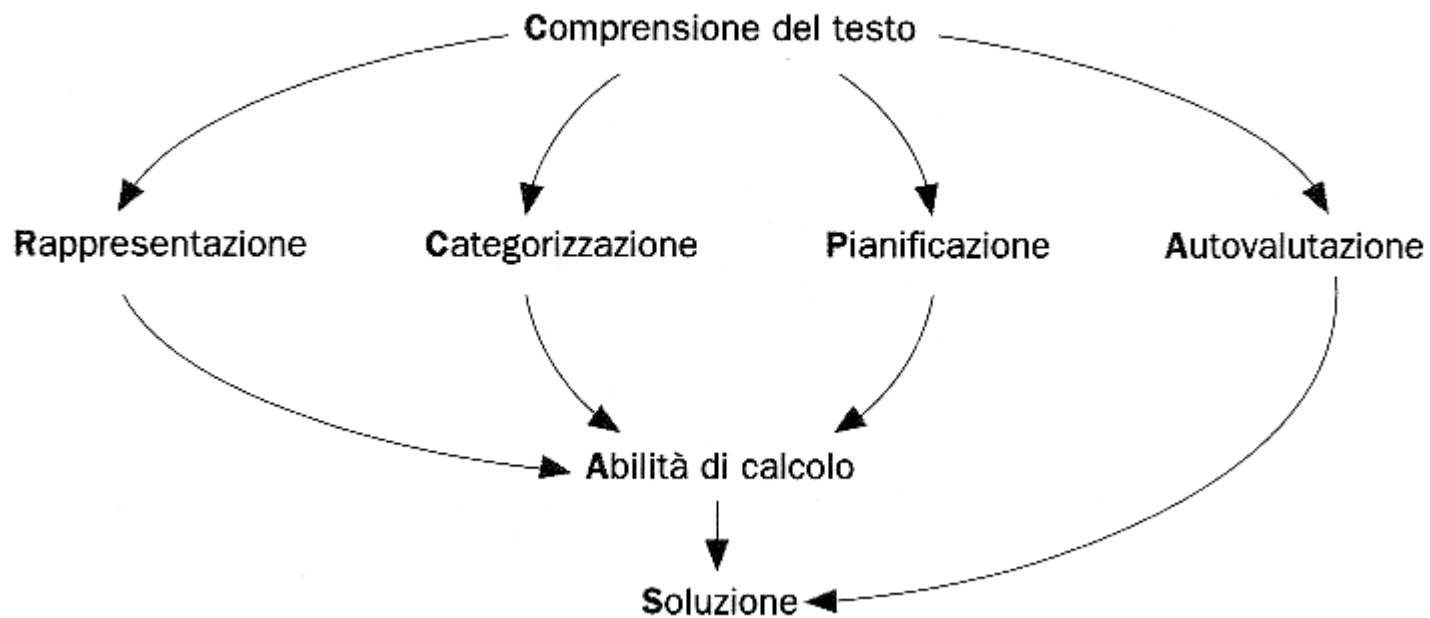 Comprensione del testo
Rappresentazione Categorizzazione Pianificazione Autovalutazione
Abilità di calcolo
Soluzione